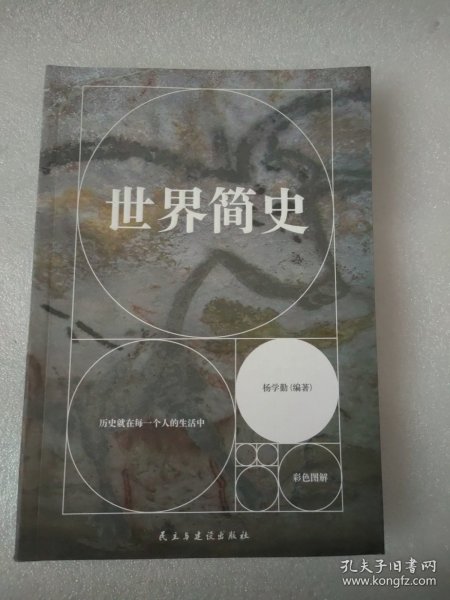 世界简史
杨学勤(编著)
历史就在每一个人的生活中
彩色图解
民主与建设出版社
孔夫子旧书网
www.kongfz.com